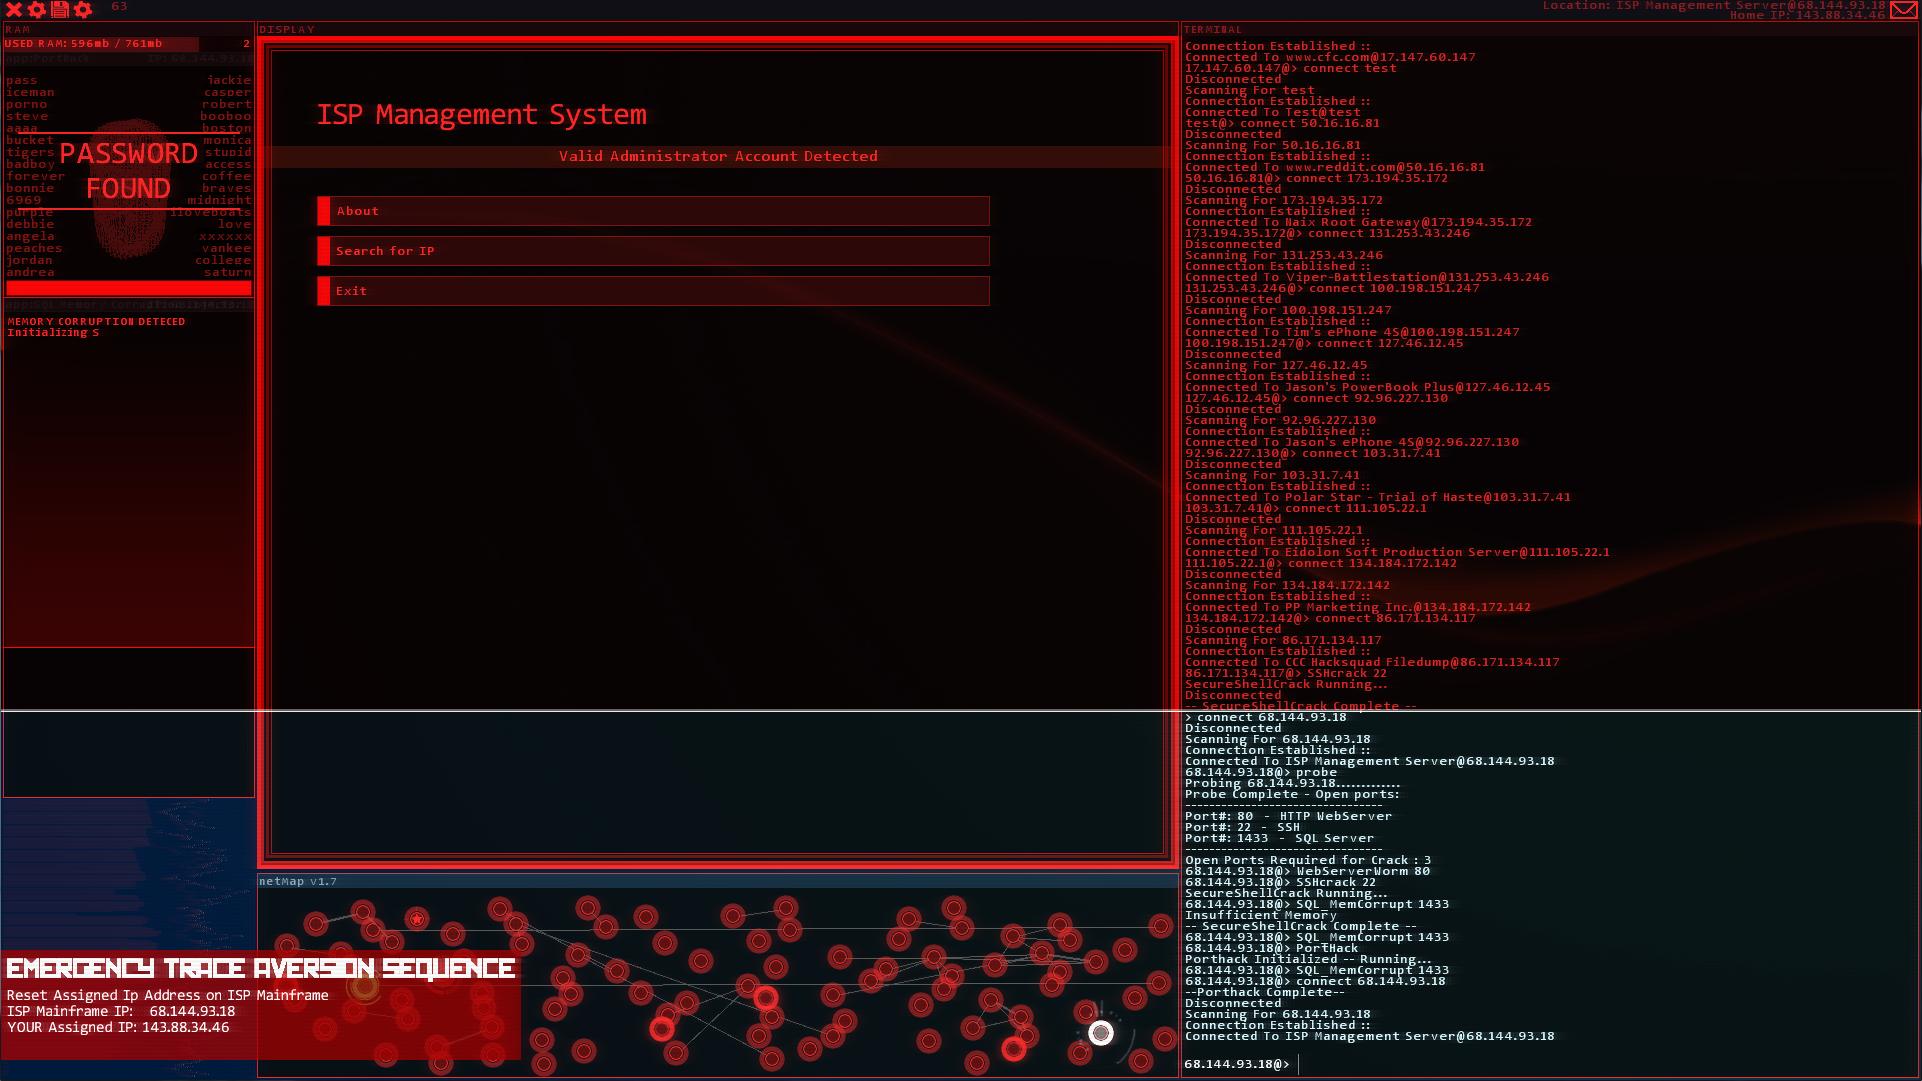 63
Location: ISP Management Server@68.144.93.18
Home IP: 143.88.34.46
RAM
USED RAM: 596mb / 761mb 2
app:PortHack IP: 68.144.93.18
pass jackie
iceman casper
porno robert
steve booboo
aaaa boston
bucket monica
tigers stupid
badboy access
forever coffee
bonnie braves
6969 midnight
purple iloveboats
debbie love
angela xxxxxx
peaches yankee
jordan college
andrea saturn
PASSWORD
FOUND
MEMORY CORRUPTION DETECED
Initializing S
DISPLAY
ISP Management System
Valid Administrator Account Detected
About
Search for IP
Exit
netMap v1.7
EMERGENCY TRACE AVERSION SEQUENCE
Reset Assigned Ip Address on ISP Mainframe
ISP Mainframe IP: 68.144.93.18
YOUR Assigned IP: 143.88.34.46
TERMINAL
Connection Established ::
Connected To www.cfc.com@17.147.60.147
17.147.60.147@> connect test
Disconnected
Scanning For test
Connection Established ::
Connected To Test@test
test@> connect 50.16.16.81
Disconnected
Scanning For 50.16.16.81
Connection Established ::
Connected To www.reddit.com@50.16.16.81
50.16.16.81@> connect 173.194.35.172
Disconnected
Scanning For 173.194.35.172
Connection Established ::
Connected To Naix Root Gateway@173.194.35.172
173.194.35.172@> connect 131.253.43.246
Disconnected
Scanning For 131.253.43.246
Connection Established ::
Connected To Viper-Battlestation@131.253.43.246
131.253.43.246@> connect 100.198.151.247
Disconnected
Scanning For 100.198.151.247
Connection Established ::
Connected To Tim's ePhone 4S@100.198.151.247
100.198.151.247@> connect 127.46.12.45
Disconnected
Scanning For 127.46.12.45
Connection Established ::
Connected To Jason's PowerBook Plus@127.46.12.45
127.46.12.45@> connect 92.96.227.130
Disconnected
Scanning For 92.96.227.130
Connection Established ::
Connected To Jason's ePhone 4S@92.96.227.130
92.96.227.130@> connect 103.31.7.41
Disconnected
Scanning For 103.31.7.41
Connection Established ::
Connected To Polar Star - Trial of Haste@103.31.7.41
103.31.7.41@> connect 111.105.22.1
Disconnected
Scanning For 111.105.22.1
Connection Established ::
Connected To Eidolon Soft Production Server@111.105.22.1
111.105.22.1@> connect 134.184.172.142
Disconnected
Scanning For 134.184.172.142
Connection Established ::
Connected To PP Marketing Inc.@134.184.172.142
134.184.172.142@> connect 86.171.134.117
Disconnected
Scanning For 86.171.134.117
Connection Established ::
Connected To CCC Hacksquad Filedump@86.171.134.117
86.171.134.117@> SSHcrack 22
SecureShellCrack Running...
Disconnected
-- SecureShellCrack Complete --
> connect 68.144.93.18
Disconnected
Scanning For 68.144.93.18
Connection Established ::
Connected To ISP Management Server@68.144.93.18
68.144.93.18@> probe
Probing 68.144.93.18.............
Probe Complete - Open ports:
---------------------------------
Port#: 80 - HTTP WebServer
Port#: 22 - SSH
Port#: 1433 - SQL Server
---------------------------------
Open Ports Required for Crack : 3
68.144.93.18@> WebServerWorm 80
68.144.93.18@> SSHcrack 22
SecureShellCrack Running...
68.144.93.18@> SQL_MemCorrupt 1433
Insufficient Memory
-- SecureShellCrack Complete --
68.144.93.18@> SQL_MemCorrupt 1433
68.144.93.18@> PortHack
Porthack Initialized -- Running...
68.144.93.18@> SQL_MemCorrupt 1433
68.144.93.18@> connect 68.144.93.18
--Porthack Complete--
Disconnected
Scanning For 68.144.93.18
Connection Established ::
Connected To ISP Management Server@68.144.93.18
68.144.93.18@>